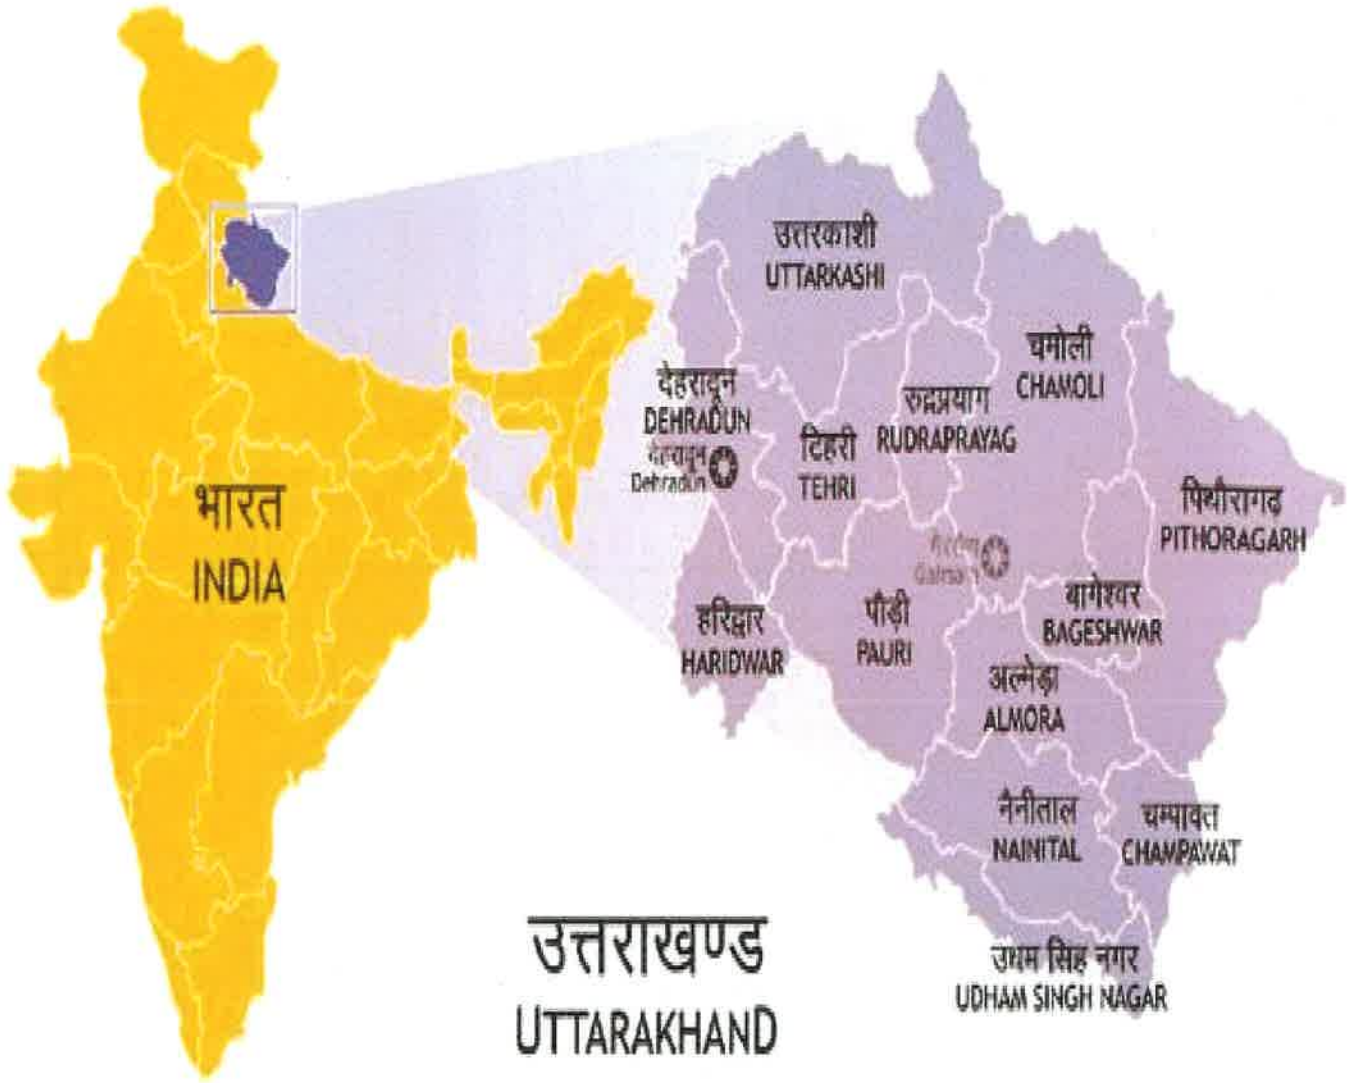 भारत
INDIA
उत्तरकाशी
UTTARKASHI
चमोली
CHAMOLI
देहरादून
DEHRADUN
देहरादून
Dehradun
रुद्रप्रयाग
RUDRAPRAYAG
टिहरी
TEHRI
पिथौरागढ़
PITHORAGARH
हरिद्वार
HARIDWAR
पौड़ी
PAURI
बागेश्वर
BAGESHWAR
अल्मोड़ा
ALMORA
नैनीताल
NAINITAL
चम्पावत
CHAMPAWAT
उधम सिंह नगर
UDHAM SINGH NAGAR
उत्तराखण्ड
UTTARAKHAND